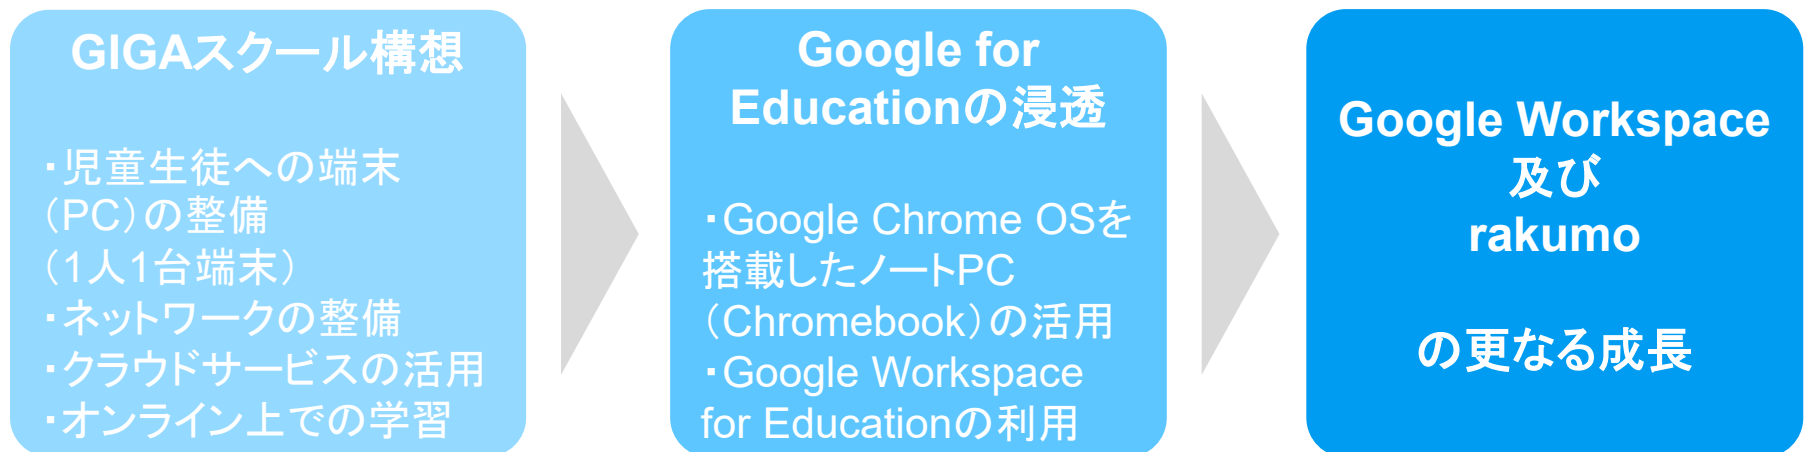 GIGAスクール構想
・児童生徒への端末
（PC）の整備
（1人1台端末）
・ネットワークの整備
・クラウドサービスの活用
・オンライン上での学習
Google for
Educationの浸透
・Google Chrome OSを
搭載したノートPC
（Chromebook）の活用
・Google Workspace
for Educationの利用
Google Workspace
及び
rakumo
の更なる成長